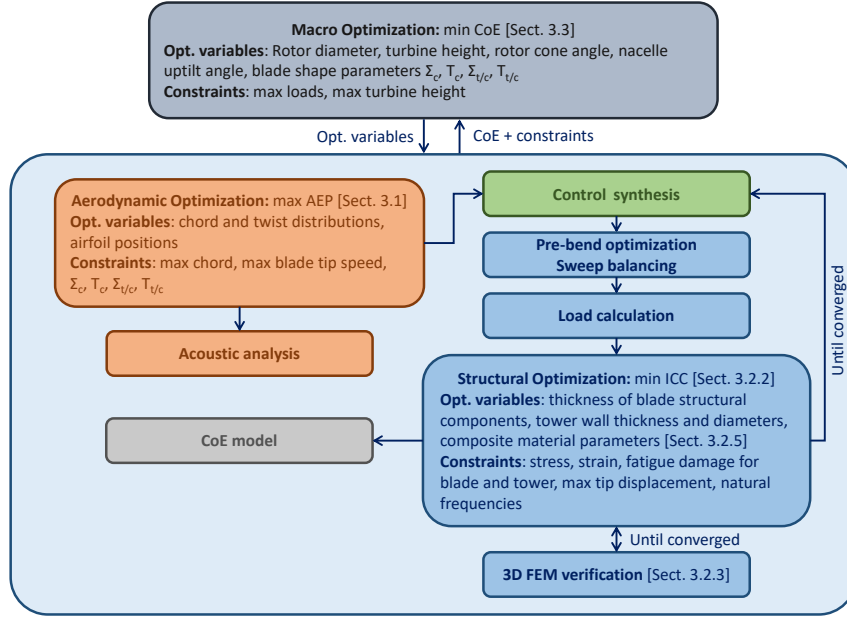 Macro Optimization: min CoE [Sect. 3.3]
Opt. variables: Rotor diameter, turbine height, rotor cone angle, nacelle
uptilt angle, blade shape parameters Σc, Tc, Σt/c, Tt/c
Constraints: max loads, max turbine height
Opt. variables
CoE + constraints
Aerodynamic Optimization: max AEP [Sect. 3.1]
Opt. variables: chord and twist distributions,
airfoil positions
Constraints: max chord, max blade tip speed,
Σc, Tc, Σt/c, Tt/c
Acoustic analysis
Control synthesis
Pre-bend optimization
Sweep balancing
Load calculation
Structural Optimization: min ICC [Sect. 3.2.2]
Opt. variables: thickness of blade structural
components, tower wall thickness and diameters,
composite material parameters [Sect. 3.2.5]
Constraints: stress, strain, fatigue damage for
blade and tower, max tip displacement, natural
frequencies
Until converged
CoE model
Until converged
3D FEM verification [Sect. 3.2.3]